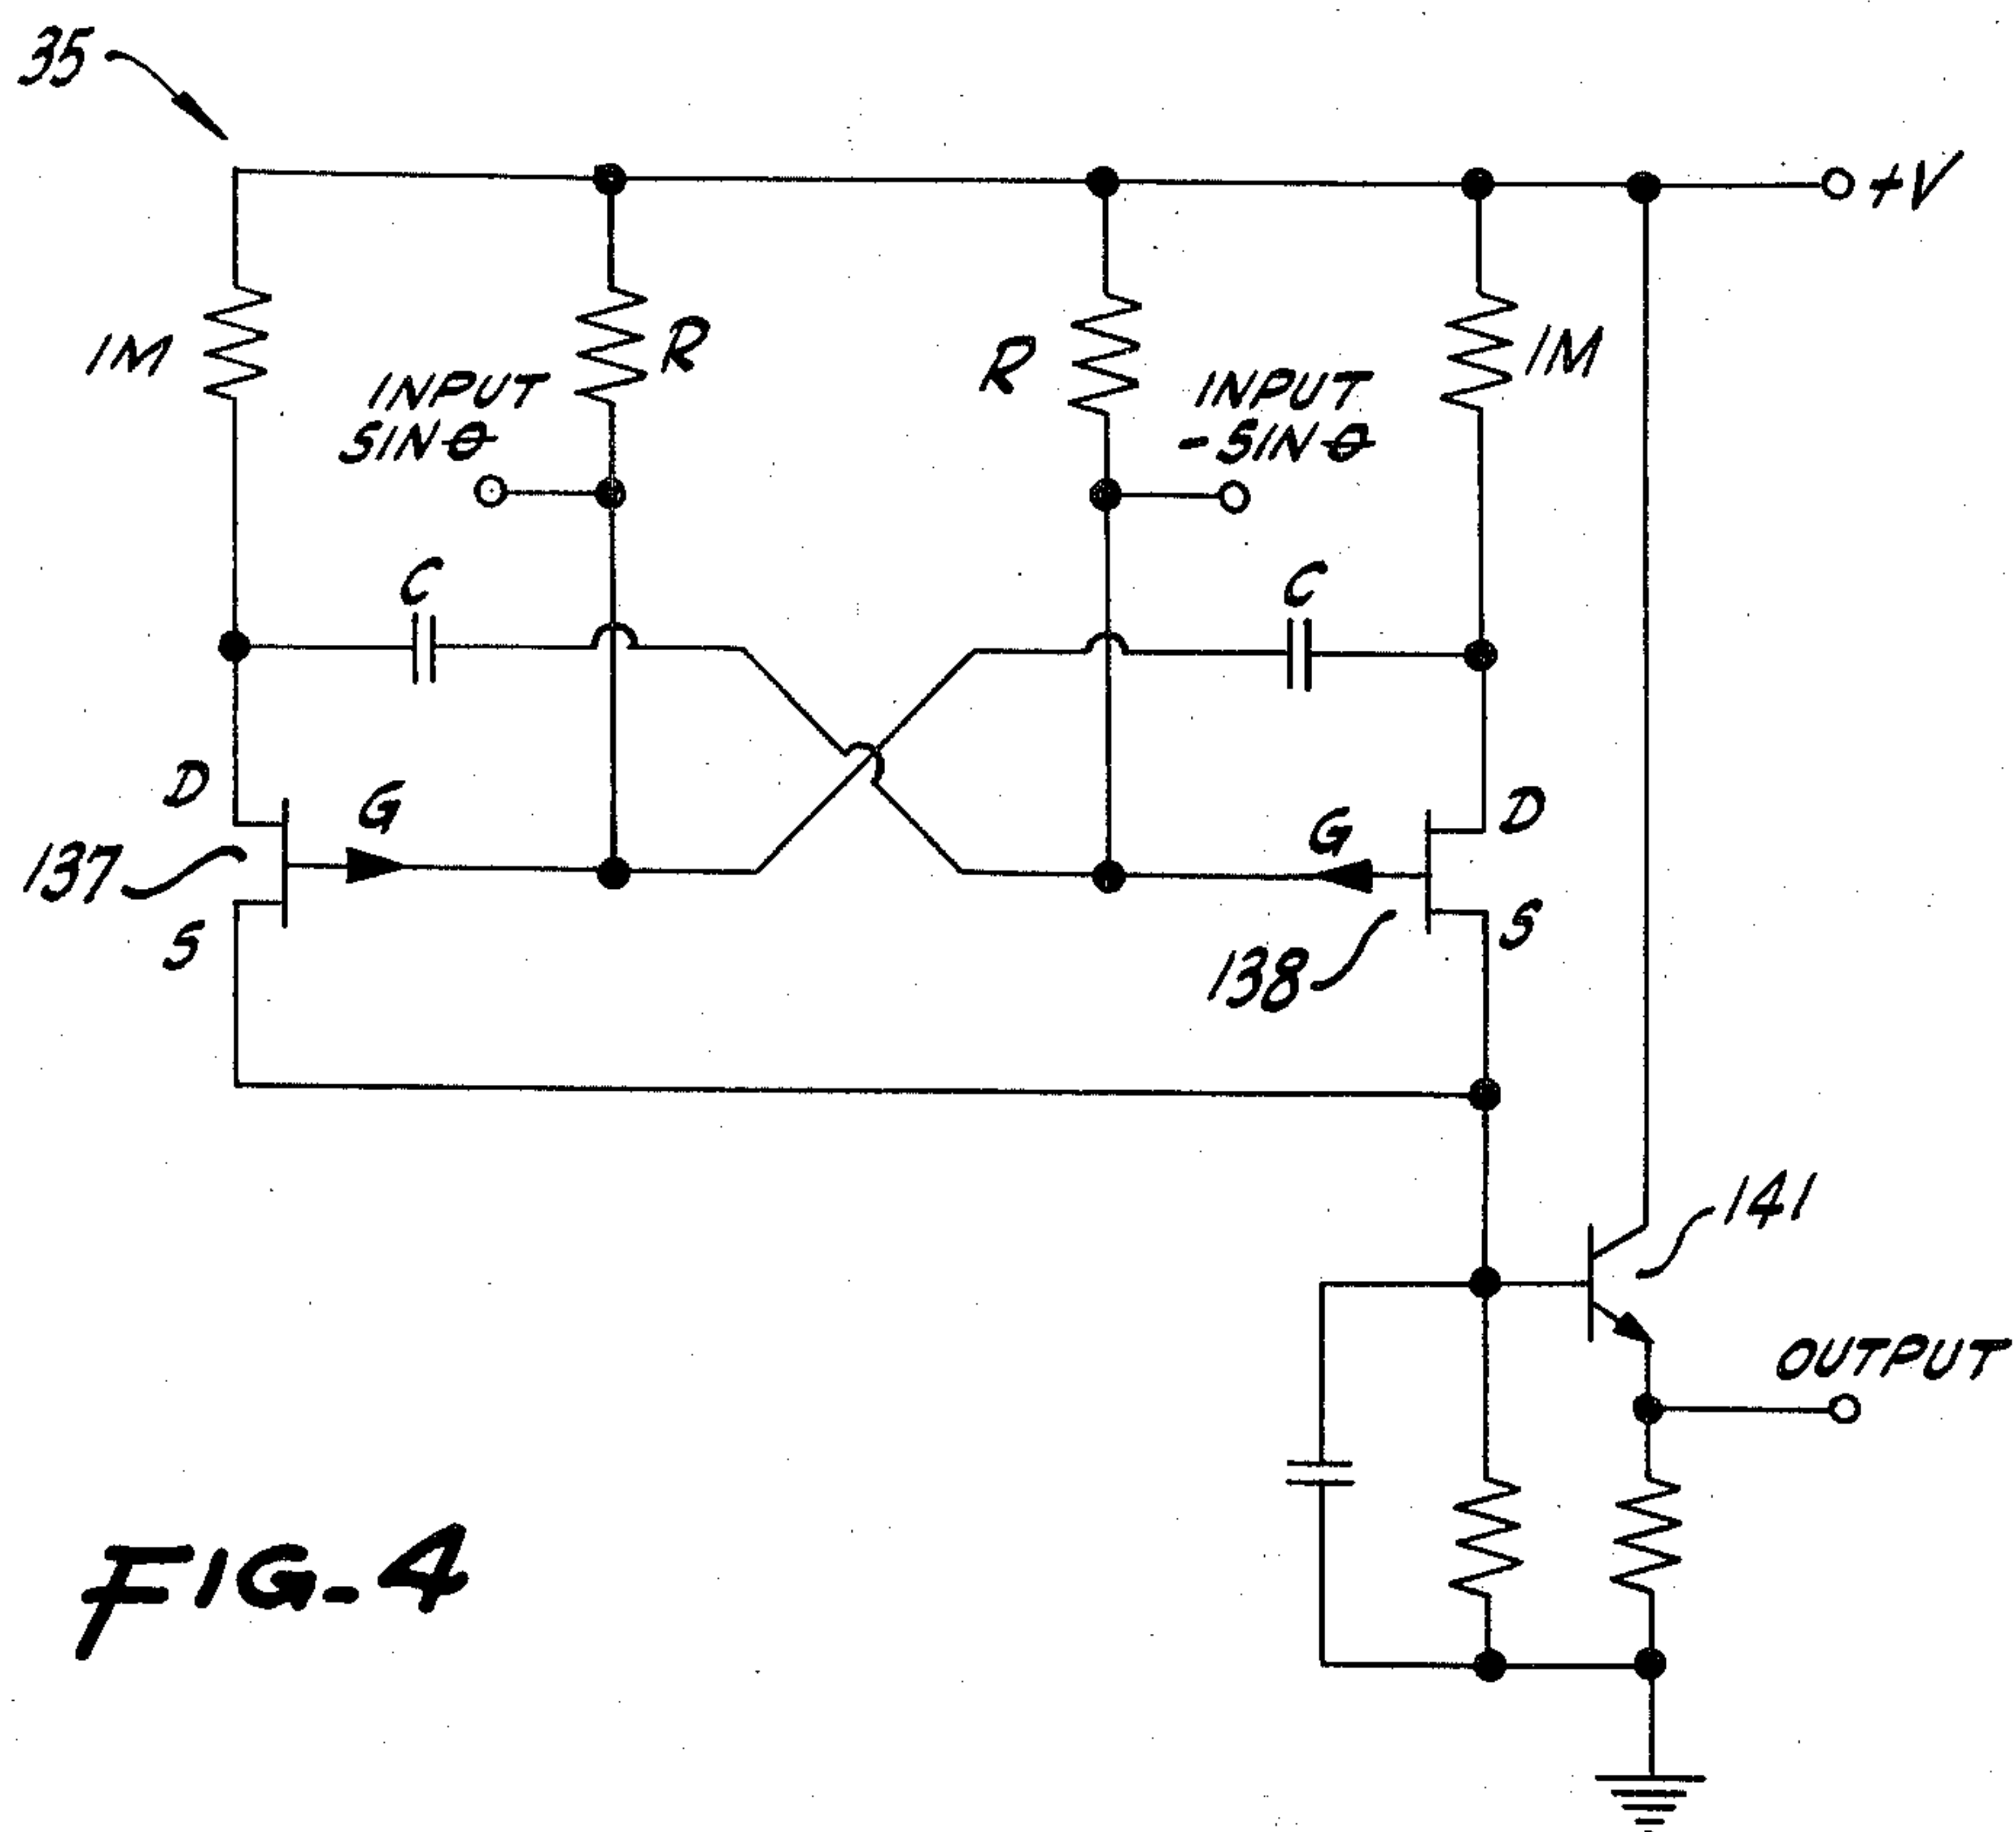 35
+V
1M
R
R
1M
INPUT
SIN θ
INPUT
-SIN θ
C
C
D
G
G
D
137
S
138
S
141
OUTPUT
FIG-4